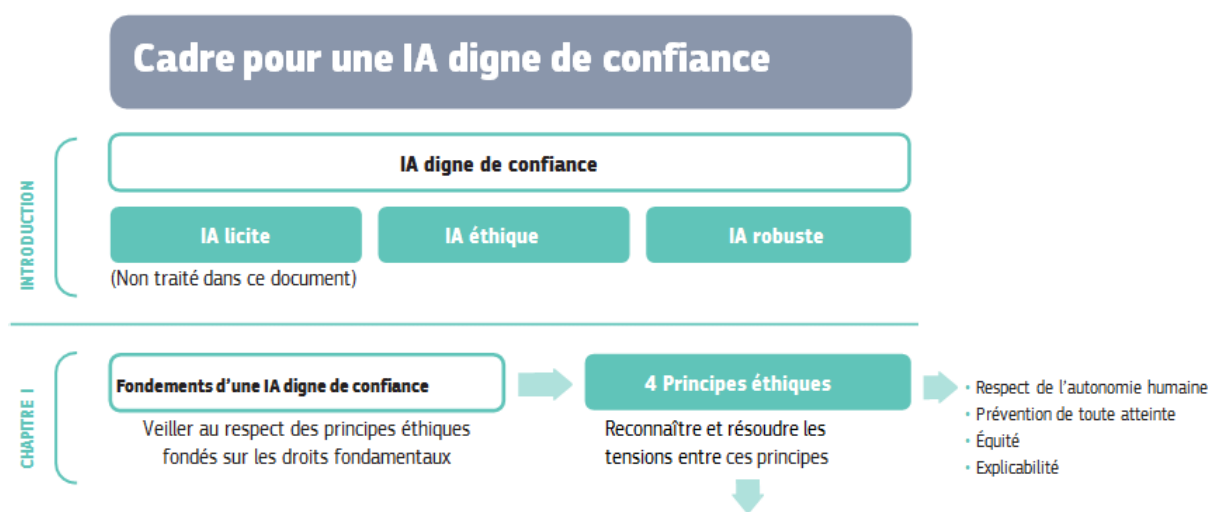 Cadre pour une IA digne de confiance
INTRODUCTION
IA digne de confiance
IA licite
IA éthique
IA robuste
(Non traité dans ce document)
CHAPITRE I
Fondements d'une IA digne de confiance
Veiller au respect des principes éthiques
fondés sur les droits fondamentaux
4 Principes éthiques
Reconnaître et résoudre les
tensions entre ces principes
• Respect de l'autonomie humaine
• Prévention de toute atteinte
• Équité
• Explicabilité